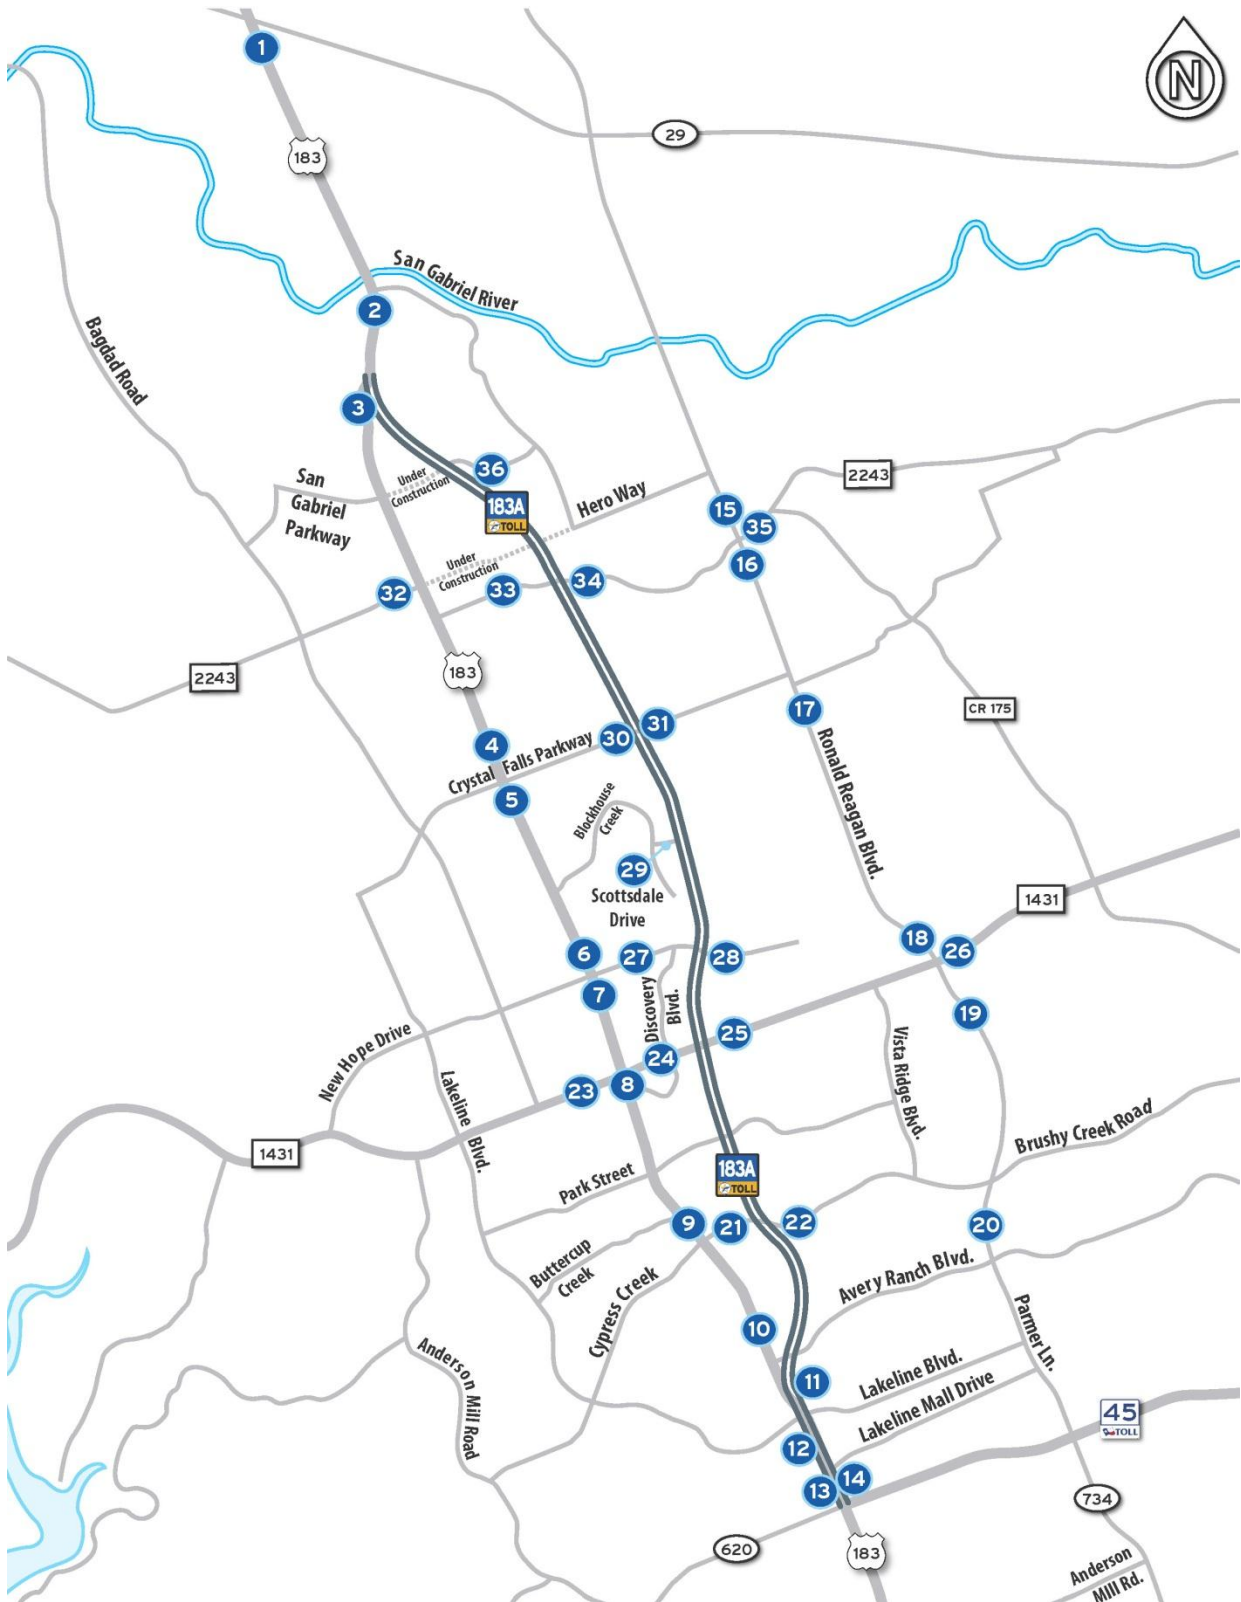 1
N
29
183
San Gabriel River
2
Bagdad Road
3
36
San
Gabriel
Parkway
Under
Construction
183A
TOLL
Hero Way
2243
15
35
16
Under
Construction
32
33
34
2243
183
17
CR 175
4
31
30
Crystal Falls Parkway
5
Ronald Reagan Blvd.
Blockhouse
Creek
29
Scottsdale
Drive
1431
18
26
6
27
28
7
Discovery
Blvd.
19
25
New Hope Drive
24
Vista Ridge Blvd.
23
8
Lakeline Blvd.
1431
Brushy Creek Road
Park Street
183A
TOLL
9
21
22
20
Buttercup
Creek
Cypress Creek
Avery Ranch Blvd.
10
Parmer Ln.
Anderson
Mill Road
11
Lakeline Blvd.
Lakeline Mall Drive
45
TOLL
12
13
14
734
620
183
Anderson
Mill Rd.